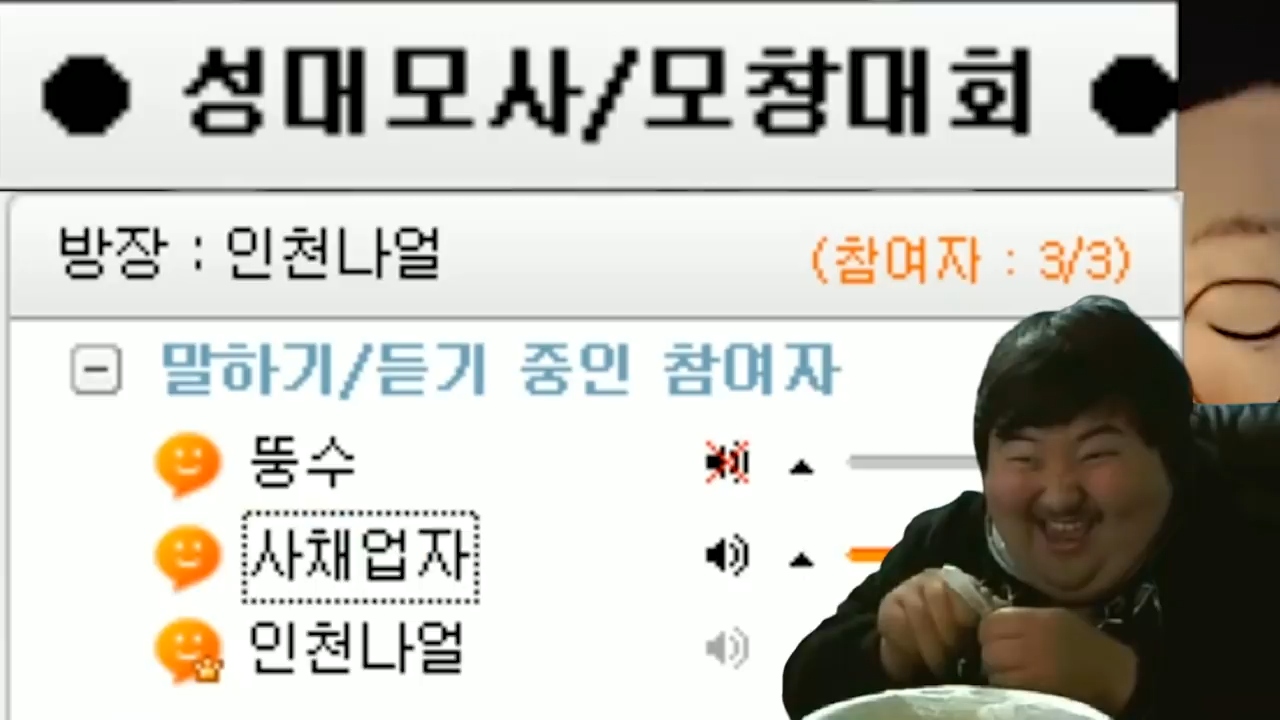 ● 성대모사/모창대회 ●
방장 : 인천나얼 (참여자 : 3/3)
말하기/듣기 중인 참여자
뚱수
사채업자
인천나얼